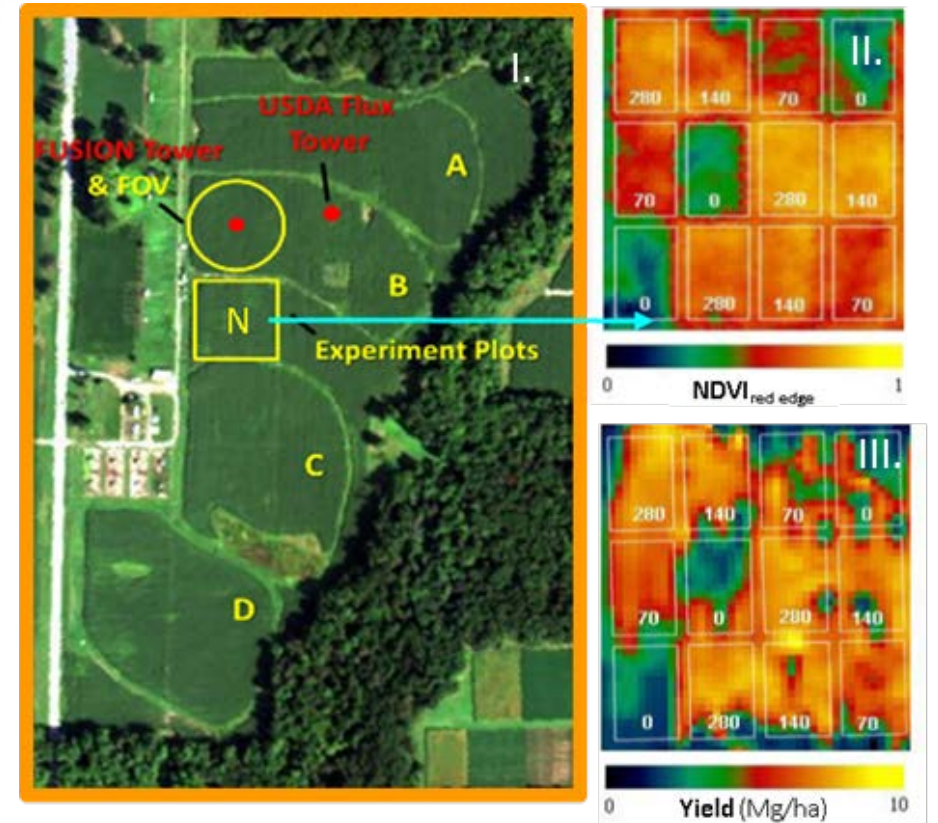 I.
USDA Flux
Tower
FUSION Tower
& FOV
A
B
N
Experiment Plots
C
D
II.
280 140 70 0
70 0 280 140
0 280 140 70
0 1
NDVI red edge
III.
280 140 70 0
70 0 280 140
0 280 140 70
0 10
Yield (Mg/ha)